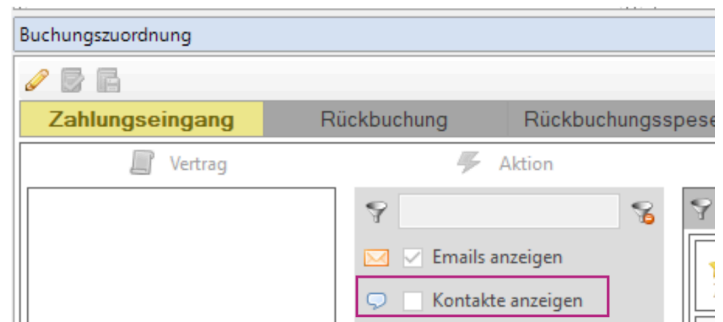 Buchungszuordnung
Zahlungseingang Rückbuchung Rückbuchungsspese
Vertrag Aktion
Emails anzeigen
Kontakte anzeigen